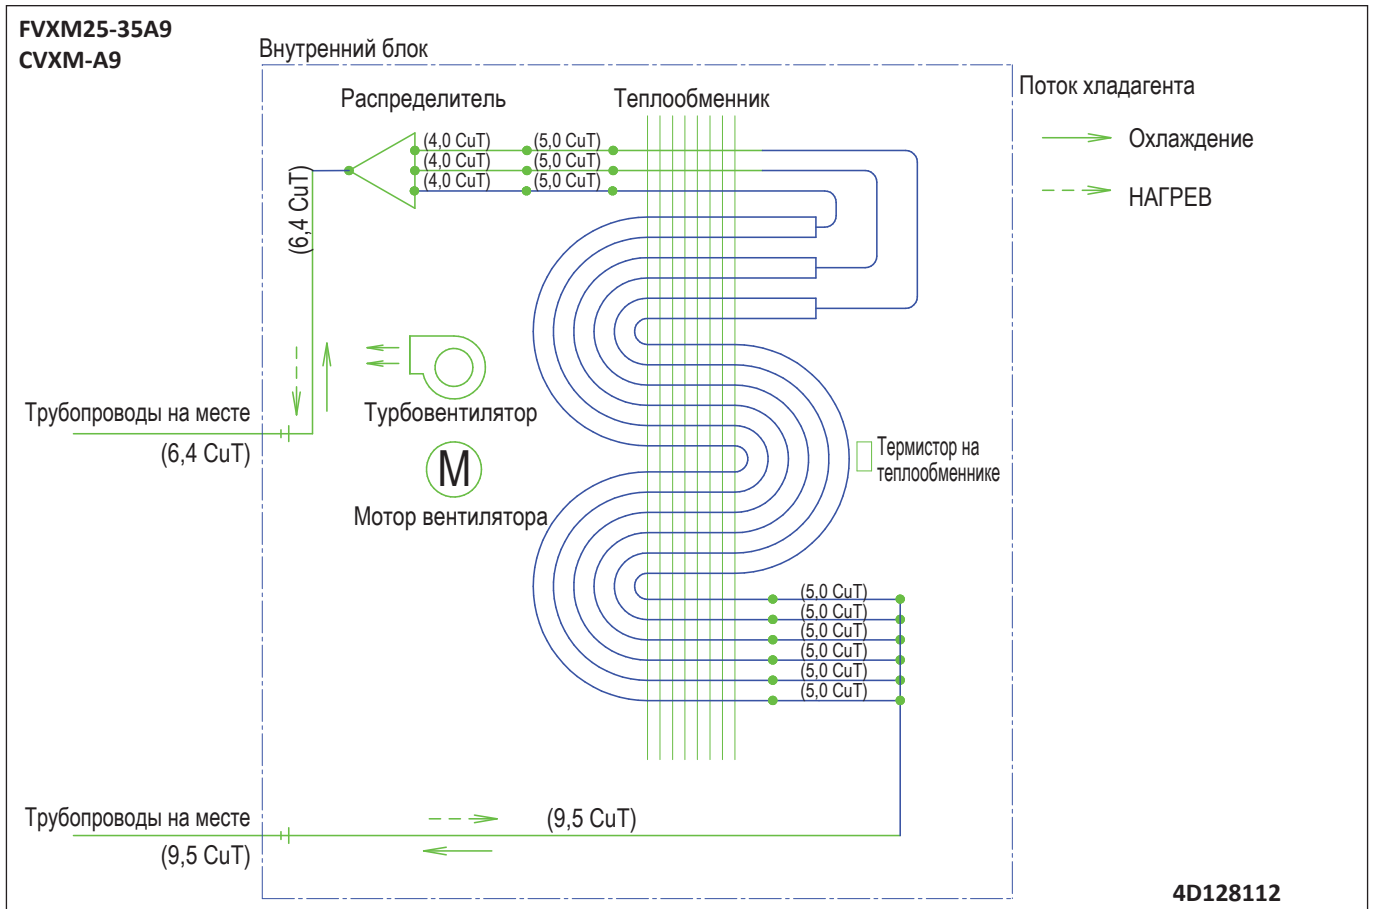 FVXM25-35A9
CVXM-A9
Внутренний блок
Поток хладагента
Распределитель
Теплообменник
Охлаждение
(4,0 CuT)
(5,0 CuT)
(4,0 CuT)
(5,0 CuT)
(4,0 CuT)
(5,0 CuT)
НАГРЕВ
(6,4 CuT)
Трубопроводы на месте
(6,4 CuT)
Турбовентилятор
M
Мотор вентилятора
Термистор на
теплообменнике
(5,0 CuT)
(5,0 CuT)
(5,0 CuT)
(5,0 CuT)
(5,0 CuT)
(5,0 CuT)
Трубопроводы на месте
(9,5 CuT)
(9,5 CuT)
4D128112